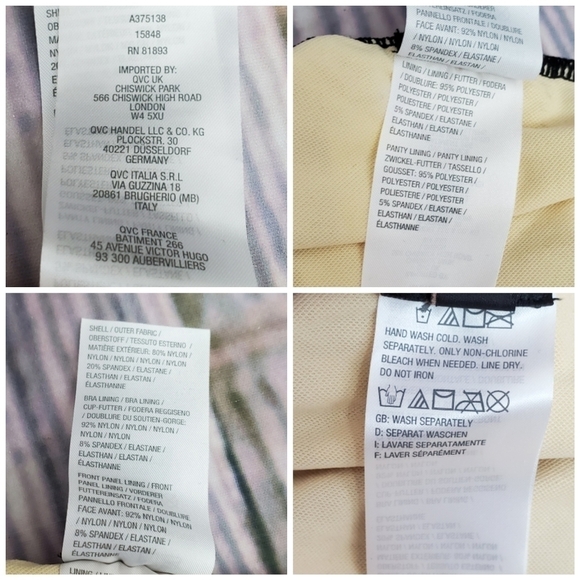 A375138
15848
RN 81893
IMPORTED BY:
QVC UK
CHISWICK PARK
566 CHISWICK HIGH ROAD
LONDON
W4 5XU
QVC HANDEL LLC & CO. KG
PLOCKSTR. 30
40221 DUSSELDORF
GERMANY
QVC ITALIA S.R.L
VIA GUZZINA 18
20861 BRUGHERIO (MB)
ITALY
QVC FRANCE
BATIMENT 266
45 AVENUE VICTOR HUGO
93 300 AUBERVILLIERS
PANNELLO FRONTALE / DOUBLURE
FACE AVANT: 92% NYLON / NYLON
/ NYLON / NYLON / NYLON
8% SPANDEX / ELASTANE /
ELASTHAN / ELASTAN /
LINING / LINING / FUTTER / FODERA
/ DOUBLURE: 95% POLYESTER /
POLYESTER / POLYESTER /
POLIESTERE / POLYESTER
5% SPANDEX / ELASTANE /
ELASTHAN / ELASTAN /
ÉLASTHANNE
PANTY LINING / PANTY LINING /
ZWICKEL-FUTTER / TASSELLO /
GOUSSET: 95% POLYESTER /
POLYESTER / POLYESTER /
POLIESTERE / POLYESTER
5% SPANDEX / ELASTANE /
ELASTHAN / ELASTAN /
ÉLASTHANNE
SHELL / OUTER FABRIC /
OBERSTOFF / TESSUTO ESTERNO /
MATIÈRE EXTÉRIEUR: 80% NYLON /
NYLON / NYLON / NYLON / NYLON
20% SPANDEX / ELASTANE /
ELASTHAN / ELASTAN /
ÉLASTHANNE
BRA LINING / BRA LINING /
CUP-FUTTER / FODERA REGGISENO
/ DOUBLURE DU SOUTIEN-GORGE:
92% NYLON / NYLON / NYLON /
NYLON / NYLON
8% SPANDEX / ELASTANE /
ELASTHAN / ELASTAN /
ÉLASTHANNE
FRONT PANEL LINING / FRONT
PANEL LINING / VORDERER
FUTTEREINSATZ / FODERA
PANNELLO FRONTALE / DOUBLURE
FACE AVANT: 92% NYLON / NYLON
/ NYLON / NYLON / NYLON
8% SPANDEX / ELASTANE /
ELASTHAN / ELASTAN /
HAND WASH COLD. WASH
SEPARATELY. ONLY NON-CHLORINE
BLEACH WHEN NEEDED. LINE DRY.
DO NOT IRON
GB: WASH SEPARATELY
D: SEPARAT WASCHEN
I: LAVARE SEPARATAMENTE
F: LAVER SÉPARÉMENT